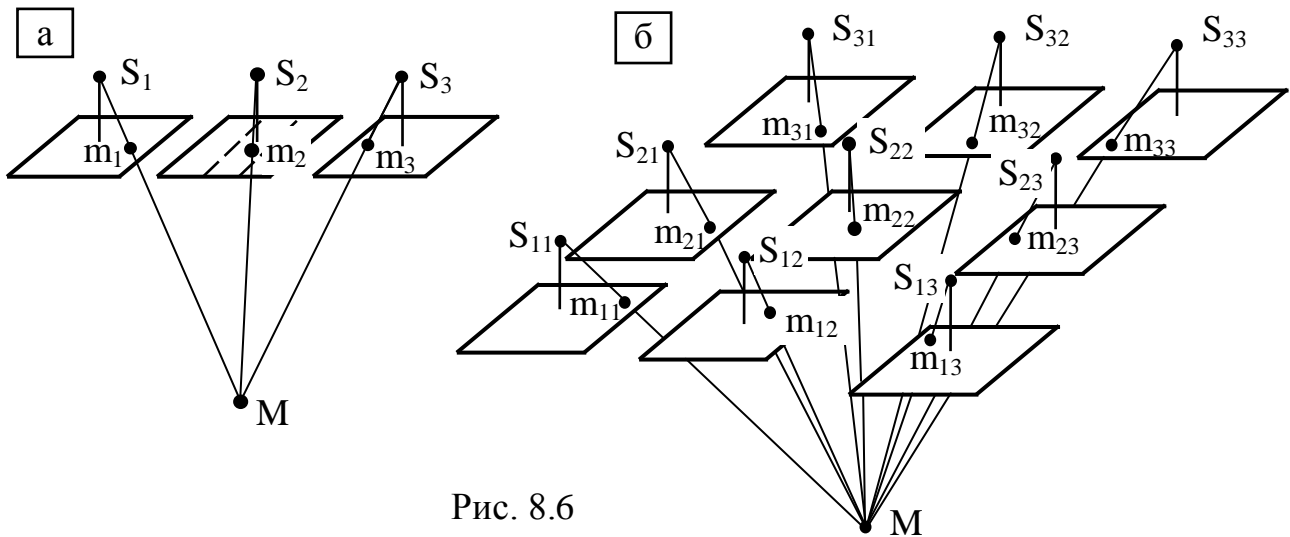 а
S1 S2 S3
m1 m2 m3
M
б
S31 S32 S33
m31 m32 m33
S21 S22 S23
m21 m22 m23
S11 S12 S13
m11 m12 m13
M
Рис. 8.6